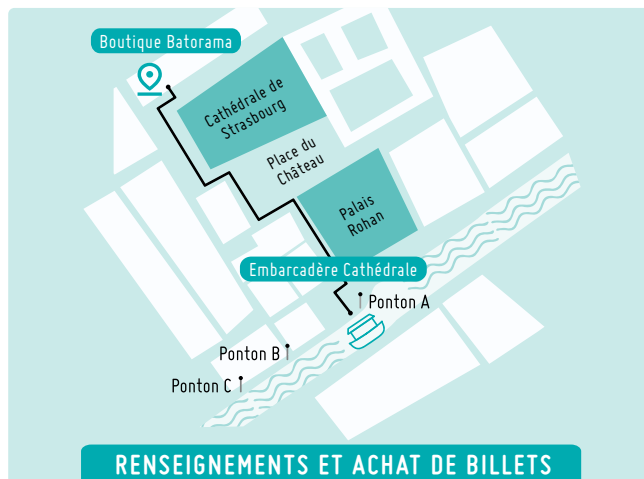 Boutique Batorama
Cathédrale de
Strasbourg
Place du
Château
Palais
Rohan
Embarcadère Cathédrale
Ponton A
Ponton B
Ponton C
RENSEIGNEMENTS ET ACHAT DE BILLETS